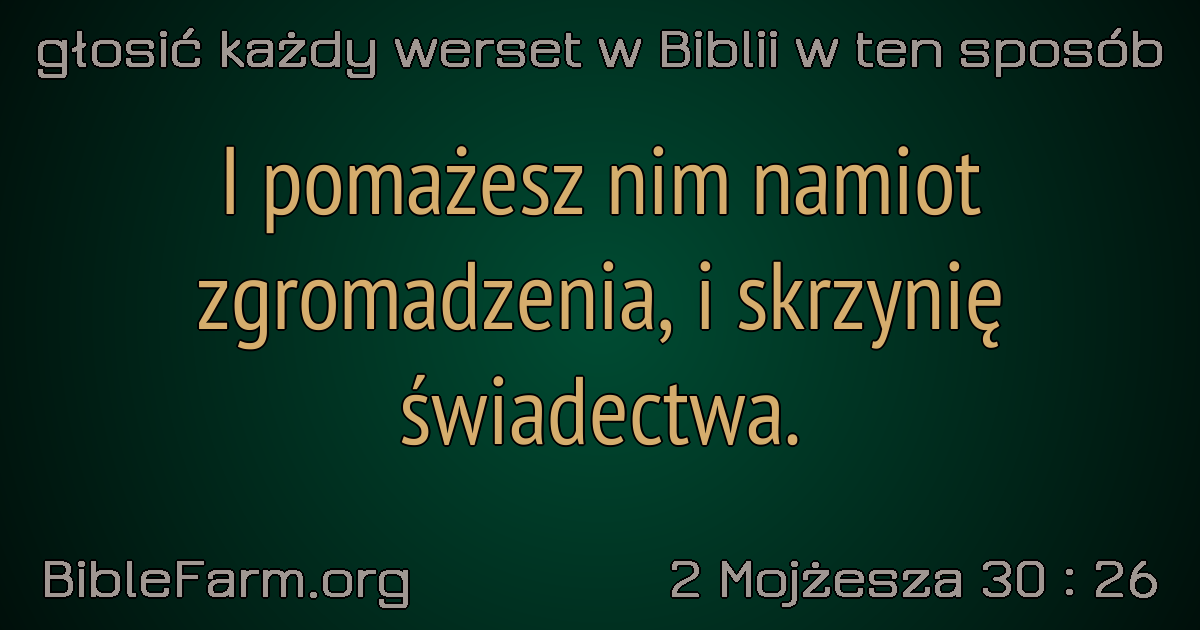 głosić każdy werset w Biblii w ten sposób
I pomażesz nim namiot
zgromadzenia, i skrzynię
świadectwa.
BibleFarm.org
2 Mojżesza 30 : 26